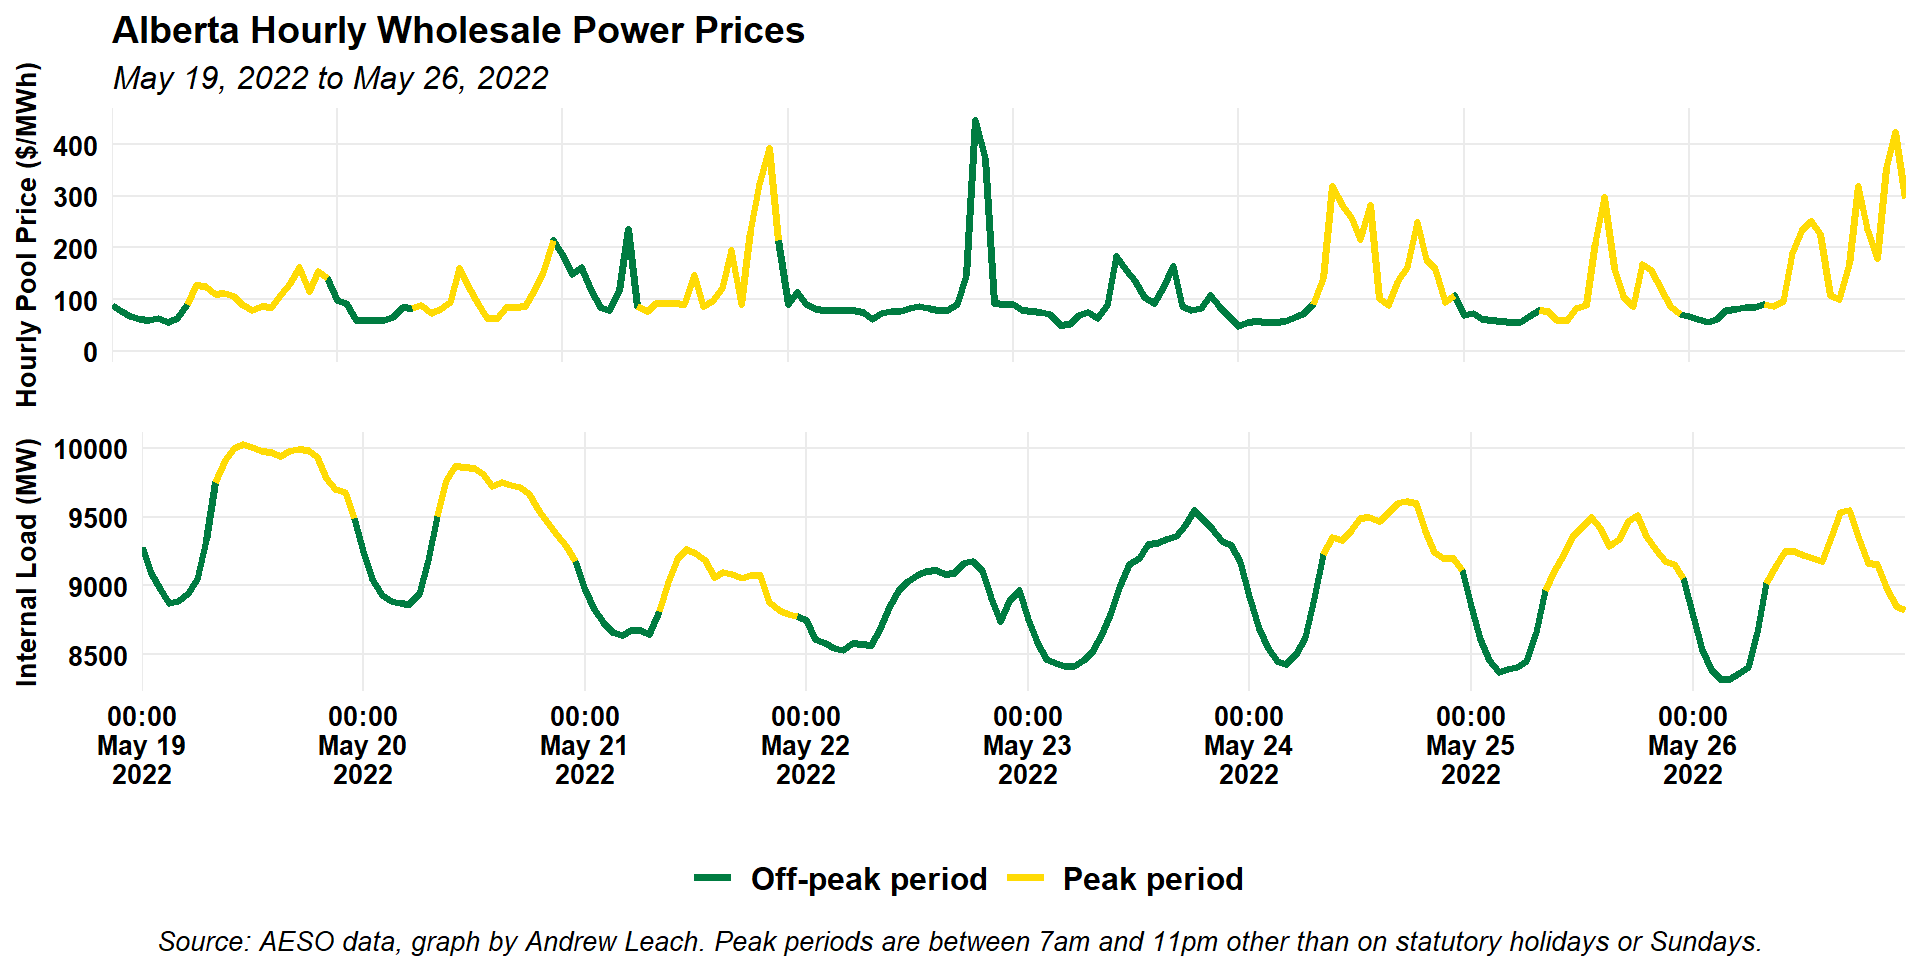 Alberta Hourly Wholesale Power Prices
May 19, 2022 to May 26, 2022
Hourly Pool Price ($/MWh)
400
300
200
100
0
Internal Load (MW)
10000
9500
9000
8500
00:00 00:00 00:00 00:00 00:00 00:00 00:00 00:00
May 19 May 20 May 21 May 22 May 23 May 24 May 25 May 26
2022 2022 2022 2022 2022 2022 2022 2022
Off-peak period Peak period
Source: AESO data, graph by Andrew Leach. Peak periods are between 7am and 11pm other than on statutory holidays or Sundays.